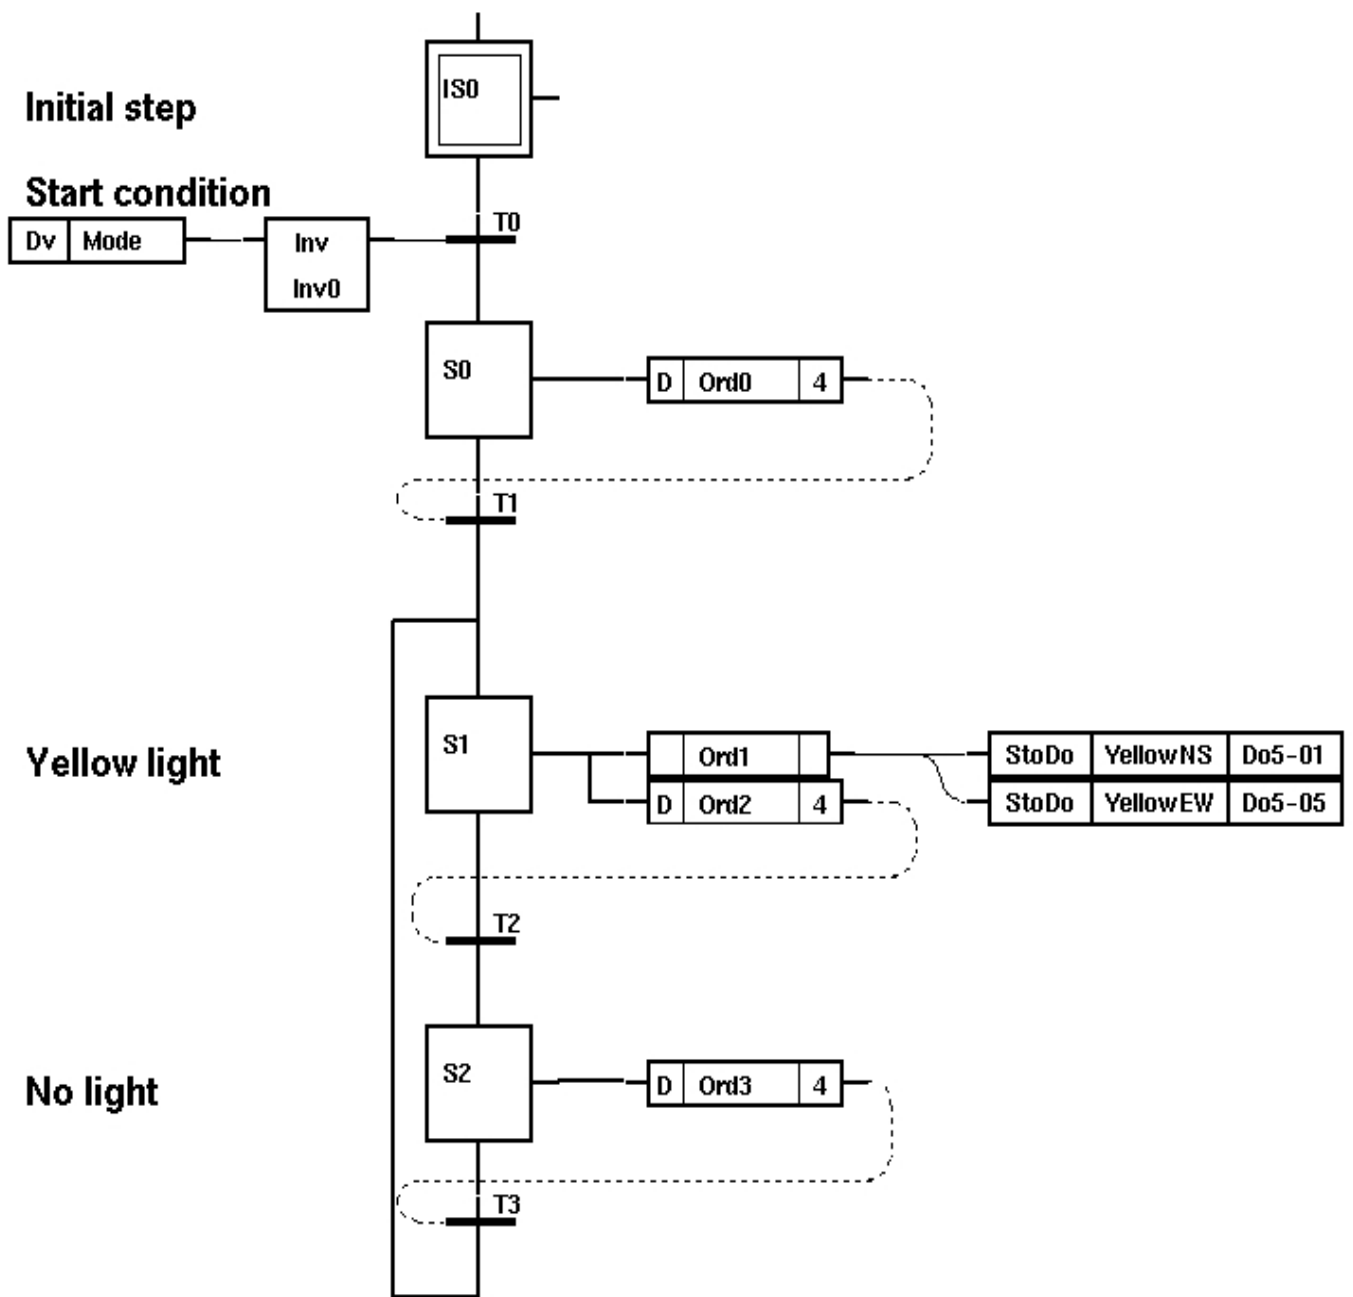 IS0
Initial step
Start condition
T0
Dv Mode
Inv
Inv0
S0
D Ord0 4
T1
S1
Yellow light
Ord1
StoDo YellowNS Do5-01
D Ord2 4
StoDo YellowEW Do5-05
T2
S2
No light
D Ord3 4
T3